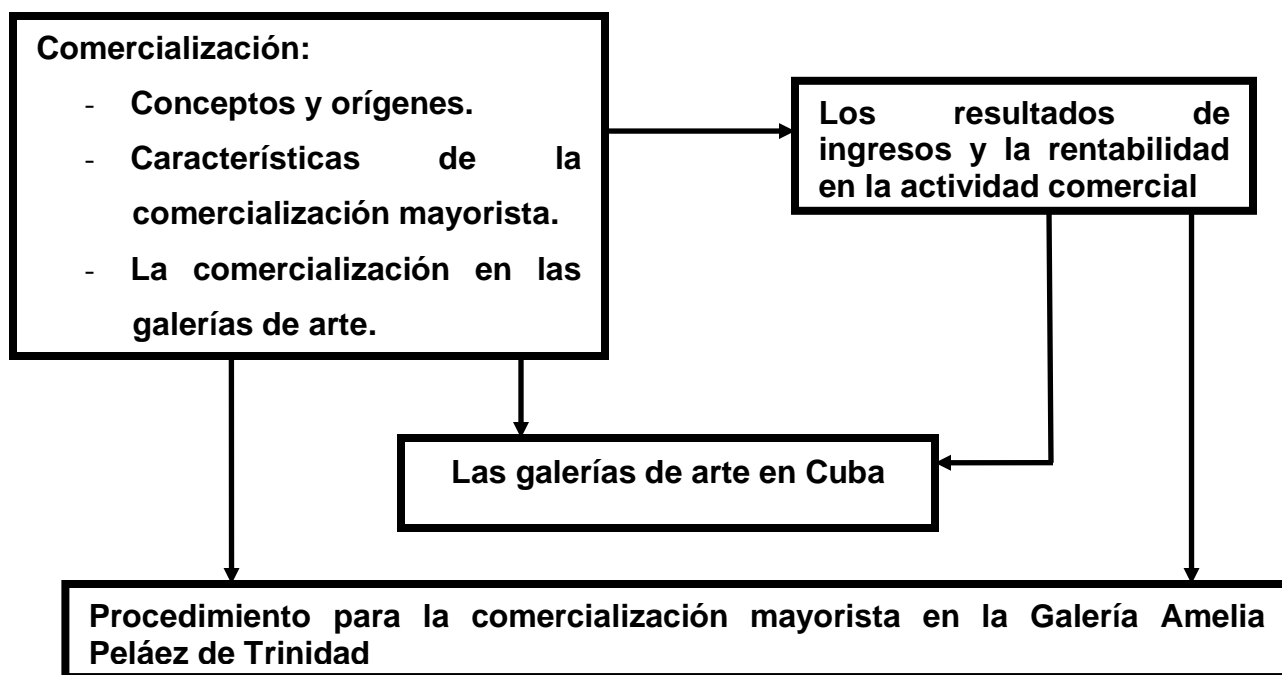 Comercialización:
- Conceptos y orígenes.
- Características de la
comercialización mayorista.
- La comercialización en las
galerías de arte.
Los resultados de
ingresos y la rentabilidad
en la actividad comercial
Las galerías de arte en Cuba
Procedimiento para la comercialización mayorista en la Galería Amelia
Peláez de Trinidad